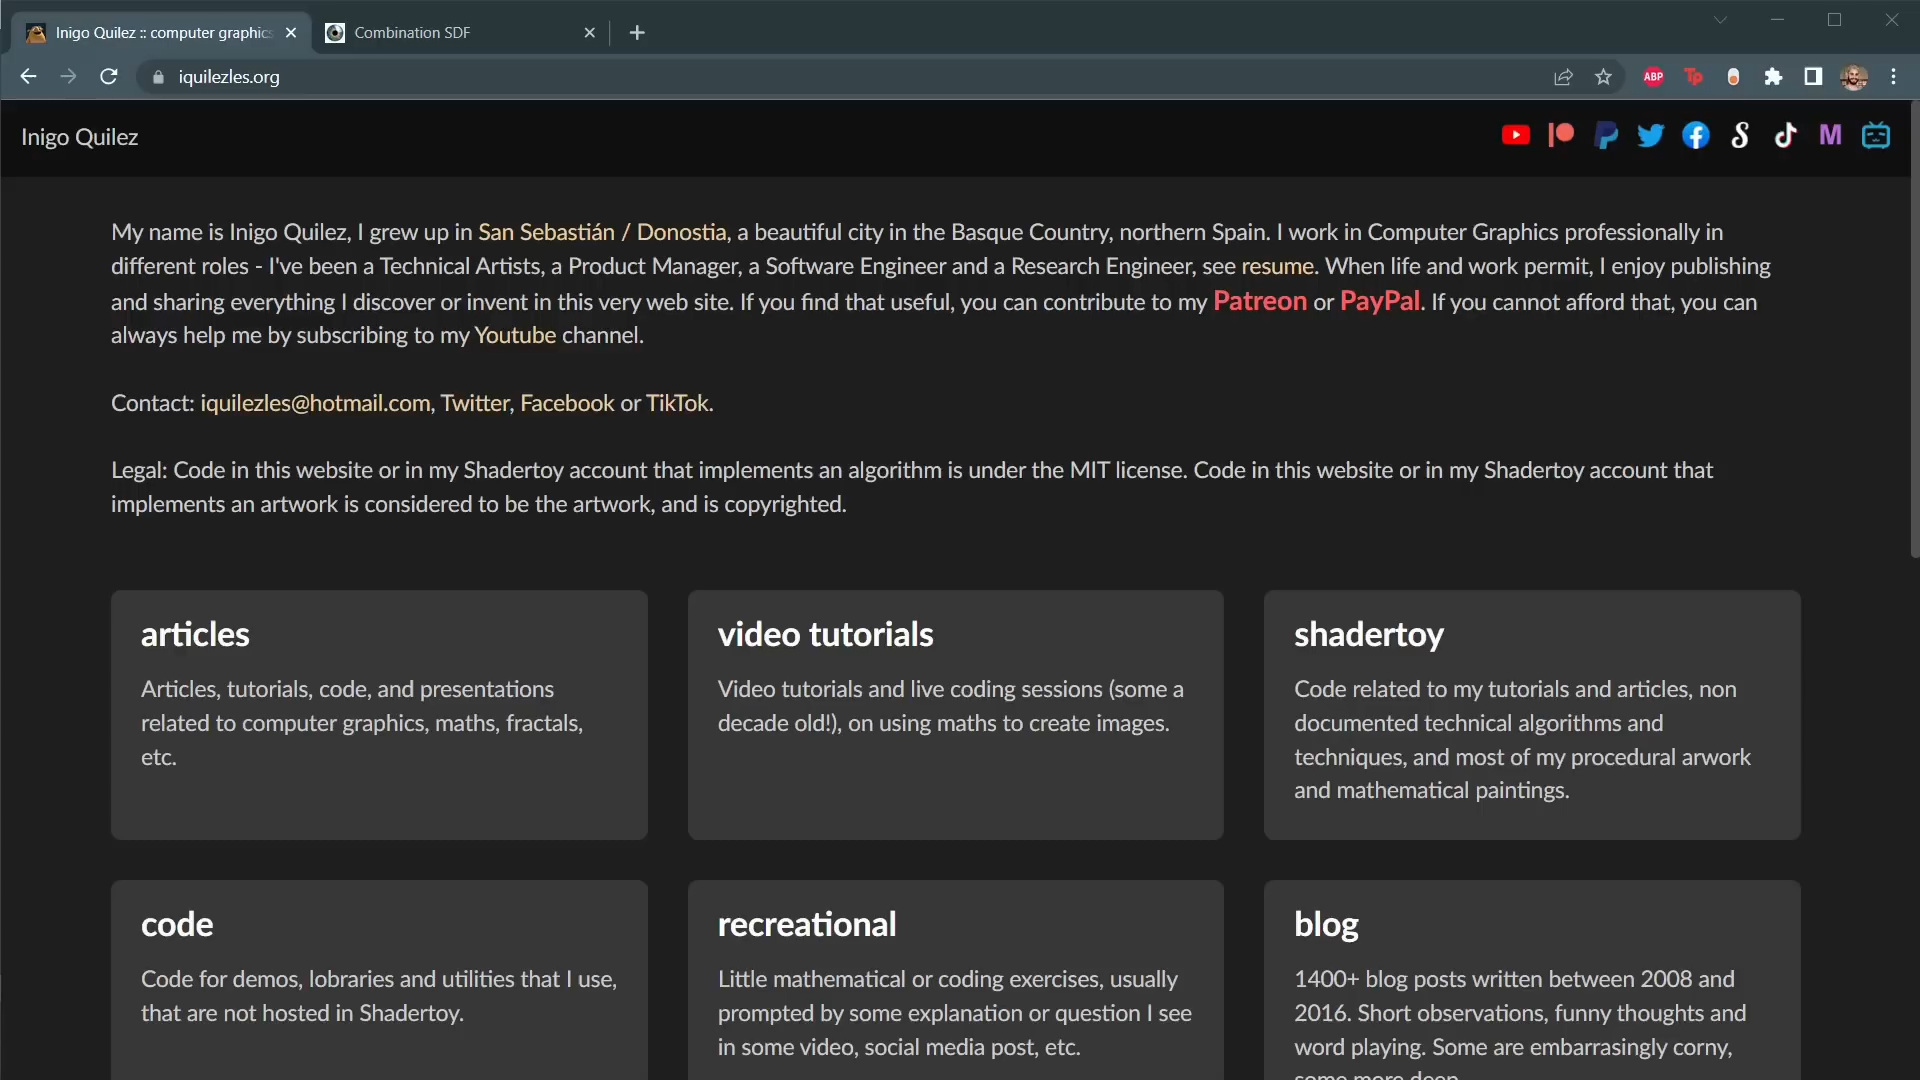 Inigo Quilez :: computer graphics
Combination SDF
iquilezles.org
ABP
Tp
Inigo Quilez
M
My name is Inigo Quilez, I grew up in San Sebastián / Donostia, a beautiful city in the Basque Country, northern Spain. I work in Computer Graphics professionally in
different roles - I've been a Technical Artists, a Product Manager, a Software Engineer and a Research Engineer, see resume. When life and work permit, I enjoy publishing
and sharing everything I discover or invent in this very web site. If you find that useful, you can contribute to my Patreon or PayPal. If you cannot afford that, you can
always help me by subscribing to my Youtube channel.
Contact: iquilezles@hotmail.com, Twitter, Facebook or TikTok.
Legal: Code in this website or in my Shadertoy account that implements an algorithm is under the MIT license. Code in this website or in my Shadertoy account that
implements an artwork is considered to be the artwork, and is copyrighted.
articles
Articles, tutorials, code, and presentations
related to computer graphics, maths, fractals,
etc.
video tutorials
Video tutorials and live coding sessions (some a
decade old!), on using maths to create images.
shadertoy
Code related to my tutorials and articles, non
documented technical algorithms and
techniques, and most of my procedural arwork
and mathematical paintings.
code
Code for demos, lobraries and utilities that I use,
that are not hosted in Shadertoy.
recreational
Little mathematical or coding exercises, usually
prompted by some explanation or question I see
in some video, social media post, etc.
blog
1400+ blog posts written between 2008 and
2016. Short observations, funny thoughts and
word playing. Some are embarrasingly corny,
some more deep